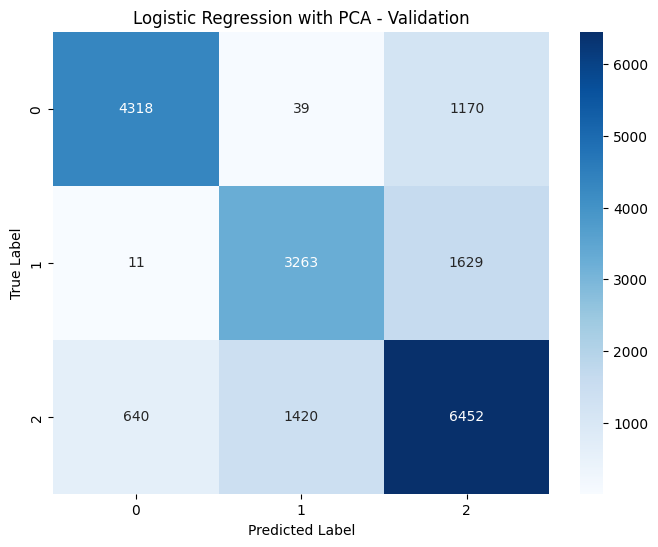 Logistic Regression with PCA - Validation
0 4318 39 1170
1 11 3263 1629
2 640 1420 6452
0 1 2
True Label
Predicted Label
6000
5000
4000
3000
2000
1000